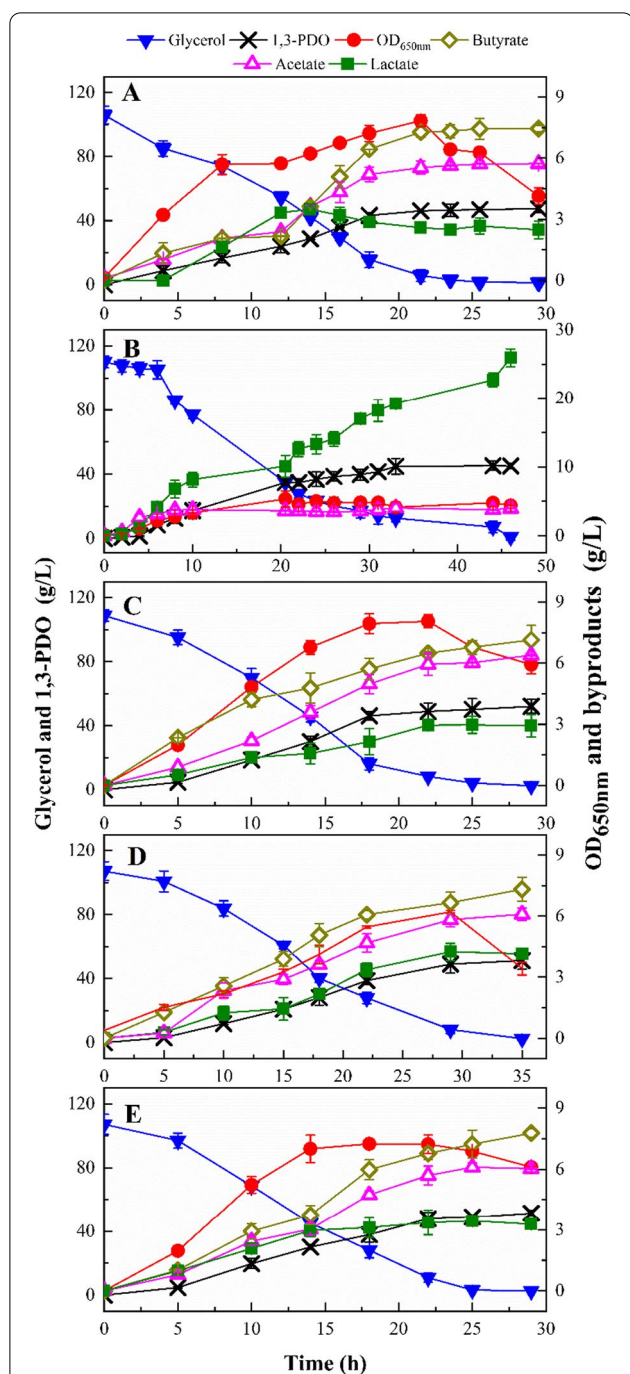 Glycerol 1,3-PDO OD650nm Butyrate
Acetate Lactate
A
120
80
40
0
9
6
3
0
0 5 10 15 20 25 30
B
120
80
40
0
30
20
10
0
0 10 20 30 40 50
C
120
80
40
0
9
6
3
0
0 5 10 15 20 25 30
D
120
80
40
0
9
6
3
0
0 5 10 15 20 25 30 35
E
120
80
40
0
9
6
3
0
0 5 10 15 20 25 30
Glycerol and 1,3-PDO (g/L)
OD650nm and byproducts (g/L)
Time (h)